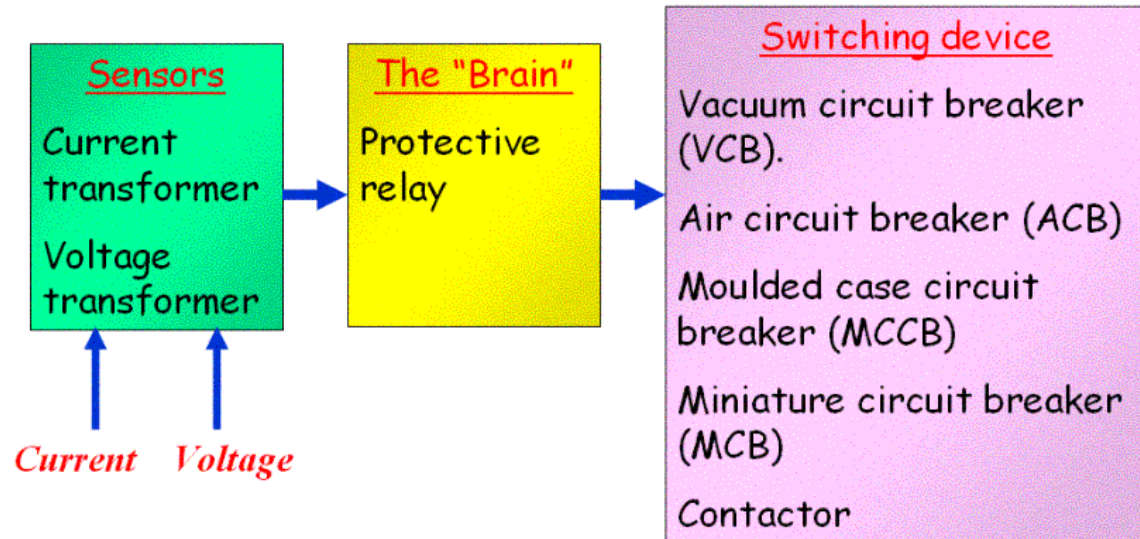 Sensors
Current
transformer
Voltage
transformer
Current
Voltage
The "Brain"
Protective
relay
Switching device
Vacuum circuit breaker
(VCB).
Air circuit breaker (ACB)
Moulded case circuit
breaker (MCCB)
Miniature circuit breaker
(MCB)
Contactor